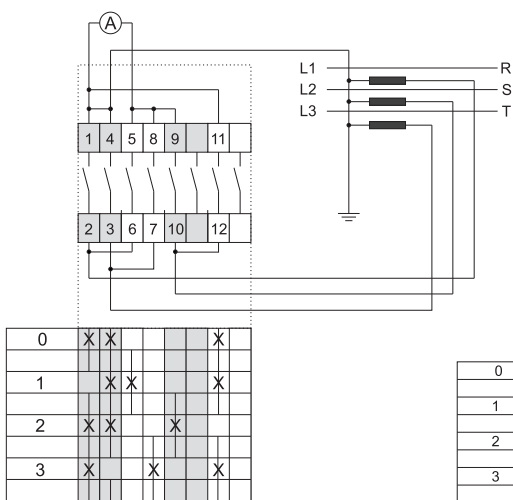 A
L1 R
L2 S
L3 T
1 4 5 8 9 11
2 3 6 7 10 12
0 X X X
1 X X X
2 X X X
3 X X X
0
1
2
3